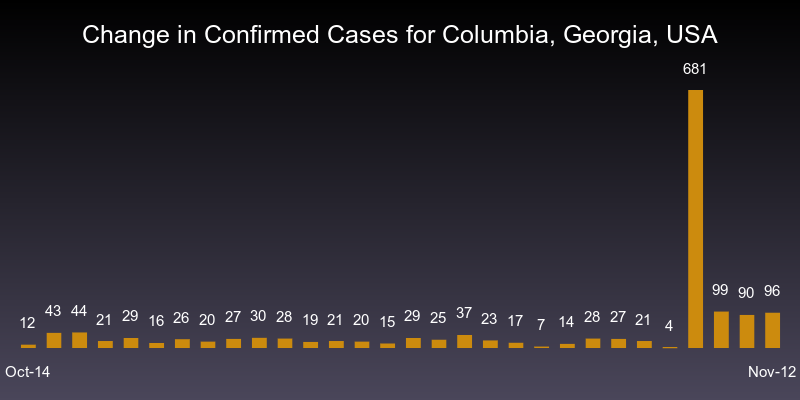 Change in Confirmed Cases for Columbia, Georgia, USA
681
12 43 44 21 29 16 26 20 27 30 28 19 21 20 15 29 25 37 23 17 7 14 28 27 21 4 99 90 96
Oct-14 Nov-12